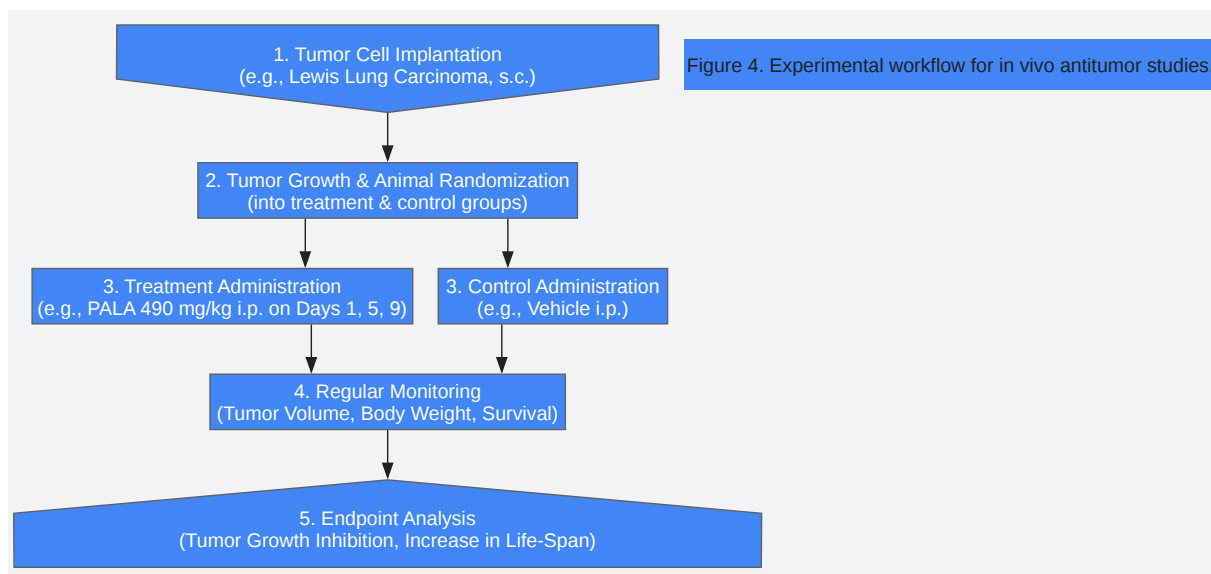 1. Tumor Cell Implantation
(e.g., Lewis Lung Carcinoma, s.c.)
Figure 4. Experimental workflow for in vivo antitumor studies.
2. Tumor Growth & Animal Randomization
(into treatment & control groups)
3. Treatment Administration
(e.g., PALA 490 mg/kg i.p. on Days 1, 5, 9)
3. Control Administration
(e.g., Vehicle i.p.)
4. Regular Monitoring
(Tumor Volume, Body Weight, Survival)
5. Endpoint Analysis
(Tumor Growth Inhibition, Increase in Life-Span)